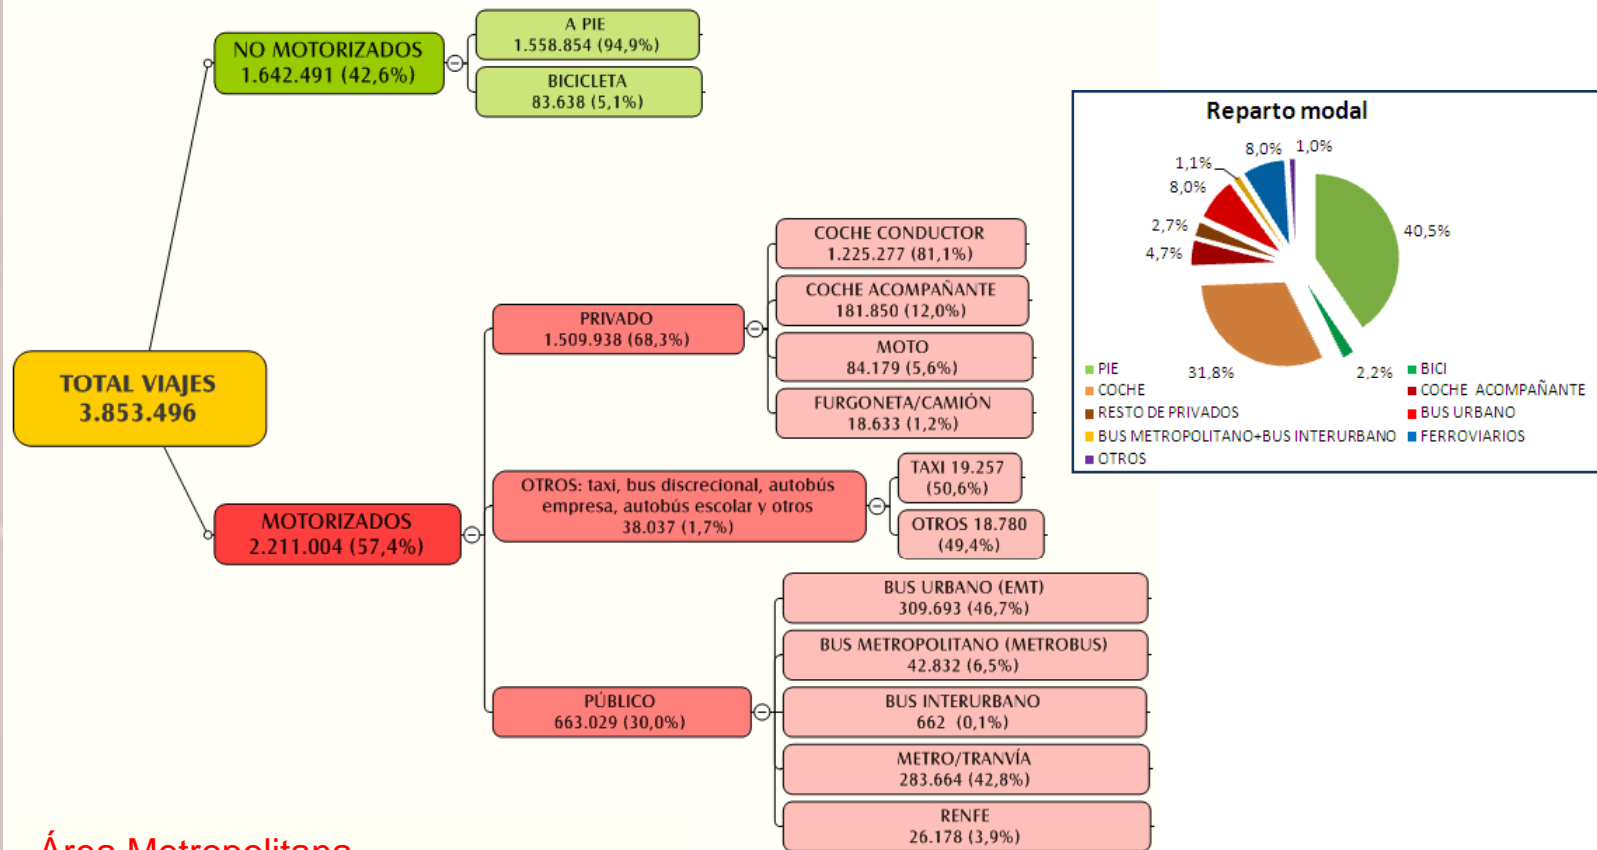 NO MOTORIZADOS
1.642.491 (42,6%)
A PIE
1.558.854 (94,9%)
BICICLETA
83.638 (5,1%)
TOTAL VIAJES
3.853.496
MOTORIZADOS
2.211.004 (57,4%)
PRIVADO
1.509.938 (68,3%)
COCHE CONDUCTOR
1.225.277 (81,1%)
COCHE ACOMPAÑANTE
181.850 (12,0%)
MOTO
84.179 (5,6%)
FURGONETA/CAMIÓN
18.633 (1,2%)
OTROS: taxi, bus discrecional, autobús
empresa, autobús escolar y otros
38.037 (1,7%)
TAXI 19.257
(50,6%)
OTROS 18.780
(49,4%)
PÚBLICO
663.029 (30,0%)
BUS URBANO (EMT)
309.693 (46,7%)
BUS METROPOLITANO (METROBUS)
42.832 (6,5%)
BUS INTERURBANO
662 (0,1%)
METRO/TRANVÍA
283.664 (42,8%)
RENFE
26.178 (3,9%)
Reparto modal
8,0%
1,0%
1,1%
8,0%
2,7%
4,7%
40,5%
31,8%
2,2%
PIE
BICI
COCHE
COCHE ACOMPAÑANTE
RESTO DE PRIVADOS
BUS URBANO
BUS METROPOLITANO+BUS INTERURBANO
FERROVIARIOS
OTROS
Área Metropolitana